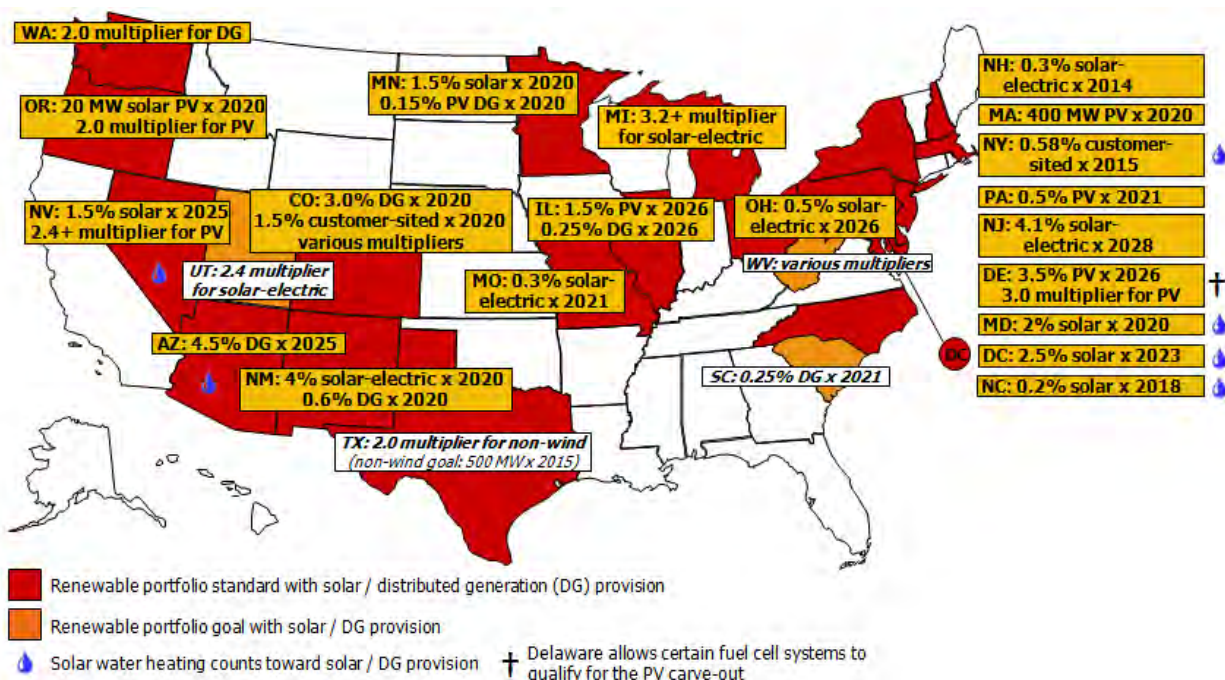 WA: 2.0 multiplier for DG
OR: 20 MW solar PV x 2020
2.0 multiplier for PV
NV: 1.5% solar x 2025
2.4+ multiplier for PV
UT: 2.4 multiplier
for solar-electric
AZ: 4.5% DG x 2025
MN: 1.5% solar x 2020
0.15% PV DG x 2020
CO: 3.0% DG x 2020
1.5% customer-sited x 2020
various multipliers
NM: 4% solar-electric x 2020
0.6% DG x 2020
TX: 2.0 multiplier for non-wind
(non-wind goal: 500 MW x 2015)
MO: 0.3% solar-
electric x 2021
IL: 1.5% PV x 2026
0.25% DG x 2026
MI: 3.2+ multiplier
for solar-electric
OH: 0.5% solar-
electric x 2026
WV: various multipliers
SC: 0.25% DG x 2021
DC
NH: 0.3% solar-
electric x 2014
MA: 400 MW PV x 2020
NY: 0.58% customer-
sited x 2015
PA: 0.5% PV x 2021
NJ: 4.1% solar-
electric x 2028
DE: 3.5% PV x 2026
3.0 multiplier for PV
†
MD: 2% solar x 2020
DC: 2.5% solar x 2023
NC: 0.2% solar x 2018
Renewable portfolio standard with solar / distributed generation (DG) provision
Renewable portfolio goal with solar / DG provision
Solar water heating counts toward solar / DG provision
† Delaware allows certain fuel cell systems to
qualify for the PV carve-out